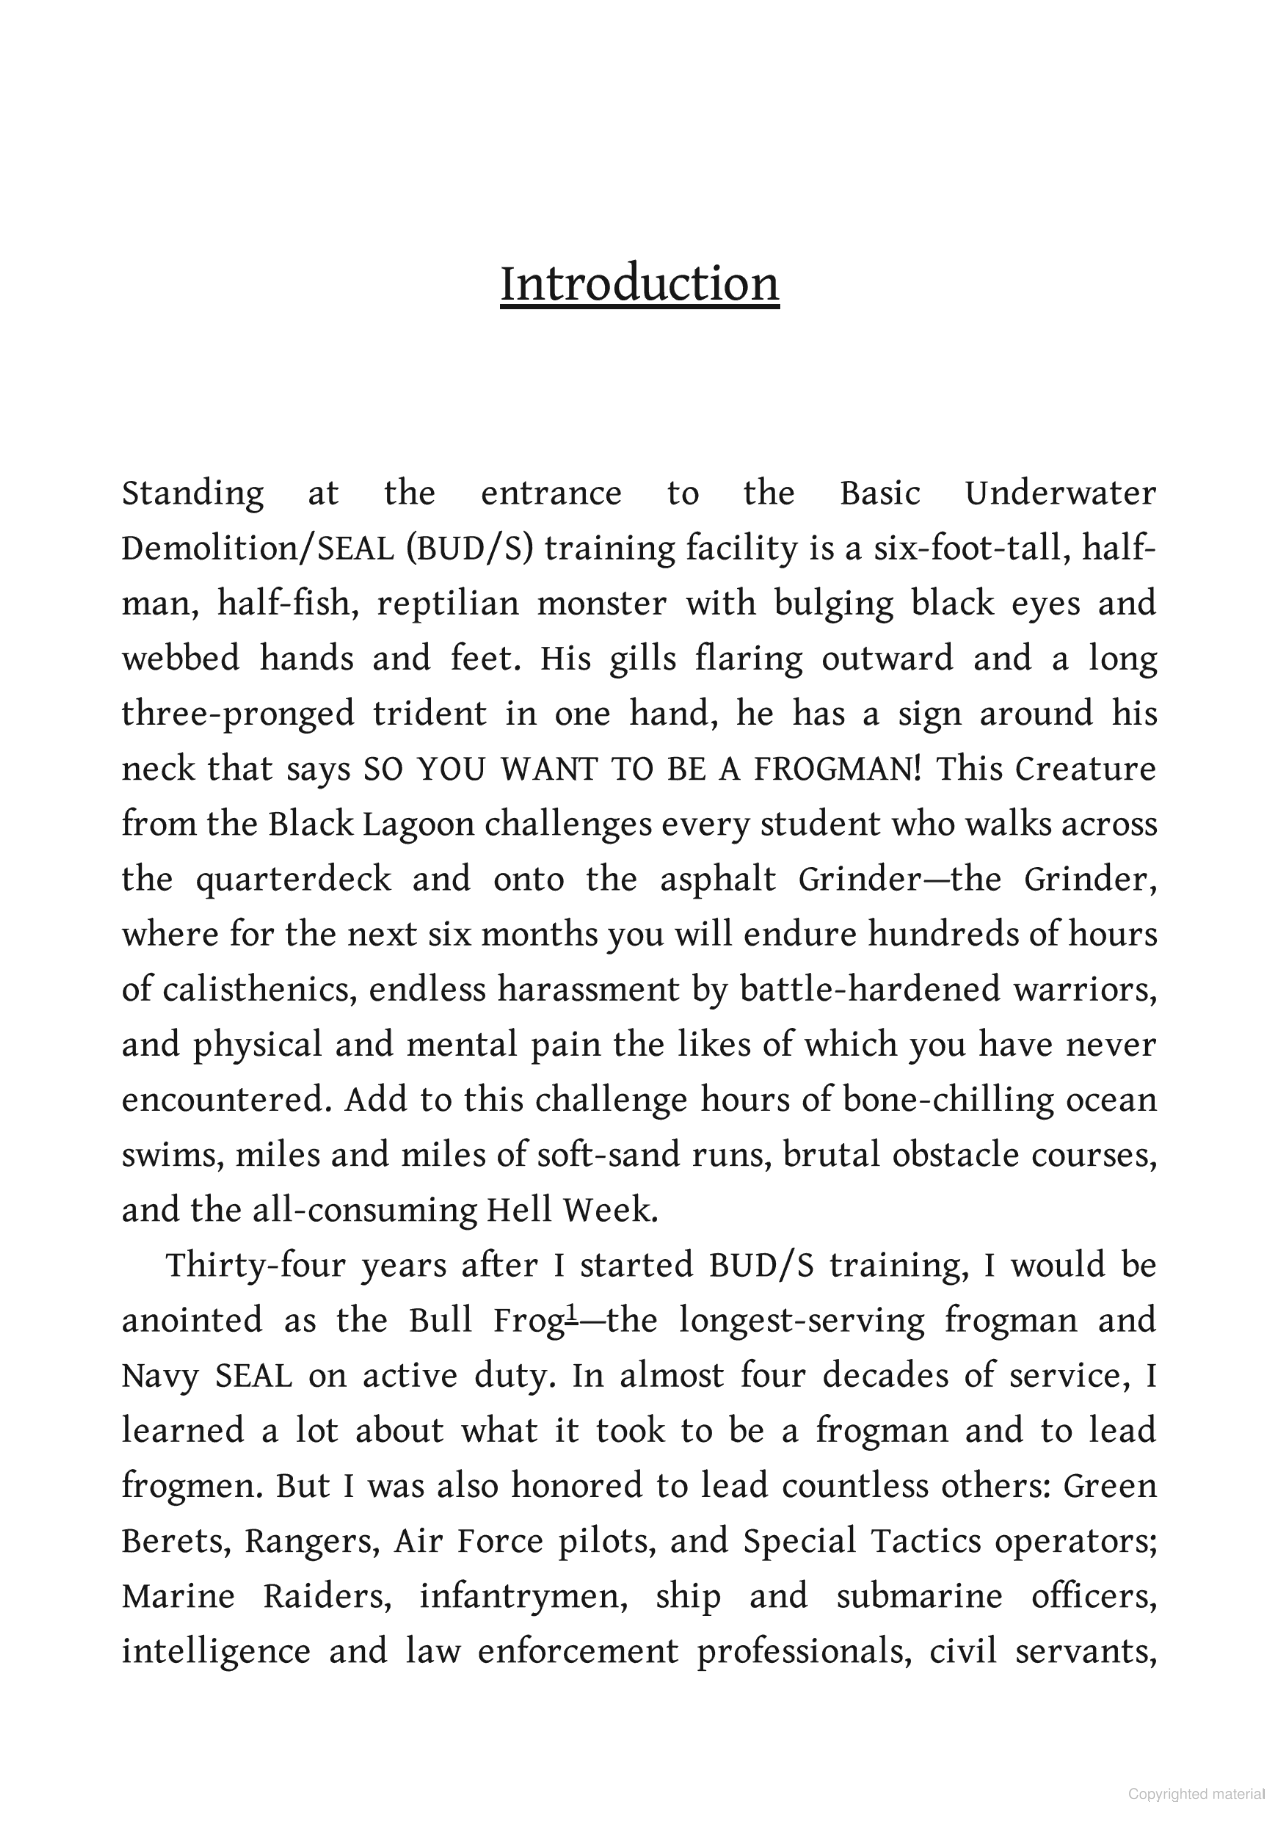 Introduction
Standing at the entrance to the Basic Underwater
Demolition/SEAL (BUD/S) training facility is a six-foot-tall, half-
man, half-fish, reptilian monster with bulging black eyes and
webbed hands and feet. His gills flaring outward and a long
three-pronged trident in one hand, he has a sign around his
neck that says SO YOU WANT TO BE A FROGMAN! This Creature
from the Black Lagoon challenges every student who walks across
the quarterdeck and onto the asphalt Grinder—the Grinder,
where for the next six months you will endure hundreds of hours
of calisthenics, endless harassment by battle-hardened warriors,
and physical and mental pain the likes of which you have never
encountered. Add to this challenge hours of bone-chilling ocean
swims, miles and miles of soft-sand runs, brutal obstacle courses,
and the all-consuming Hell Week.
Thirty-four years after I started BUD/S training, I would be
anointed as the Bull Frog1—the longest-serving frogman and
Navy SEAL on active duty. In almost four decades of service, I
learned a lot about what it took to be a frogman and to lead
frogmen. But I was also honored to lead countless others: Green
Berets, Rangers, Air Force pilots, and Special Tactics operators;
Marine Raiders, infantrymen, ship and submarine officers,
intelligence and law enforcement professionals, civil servants,
Copyrighted material